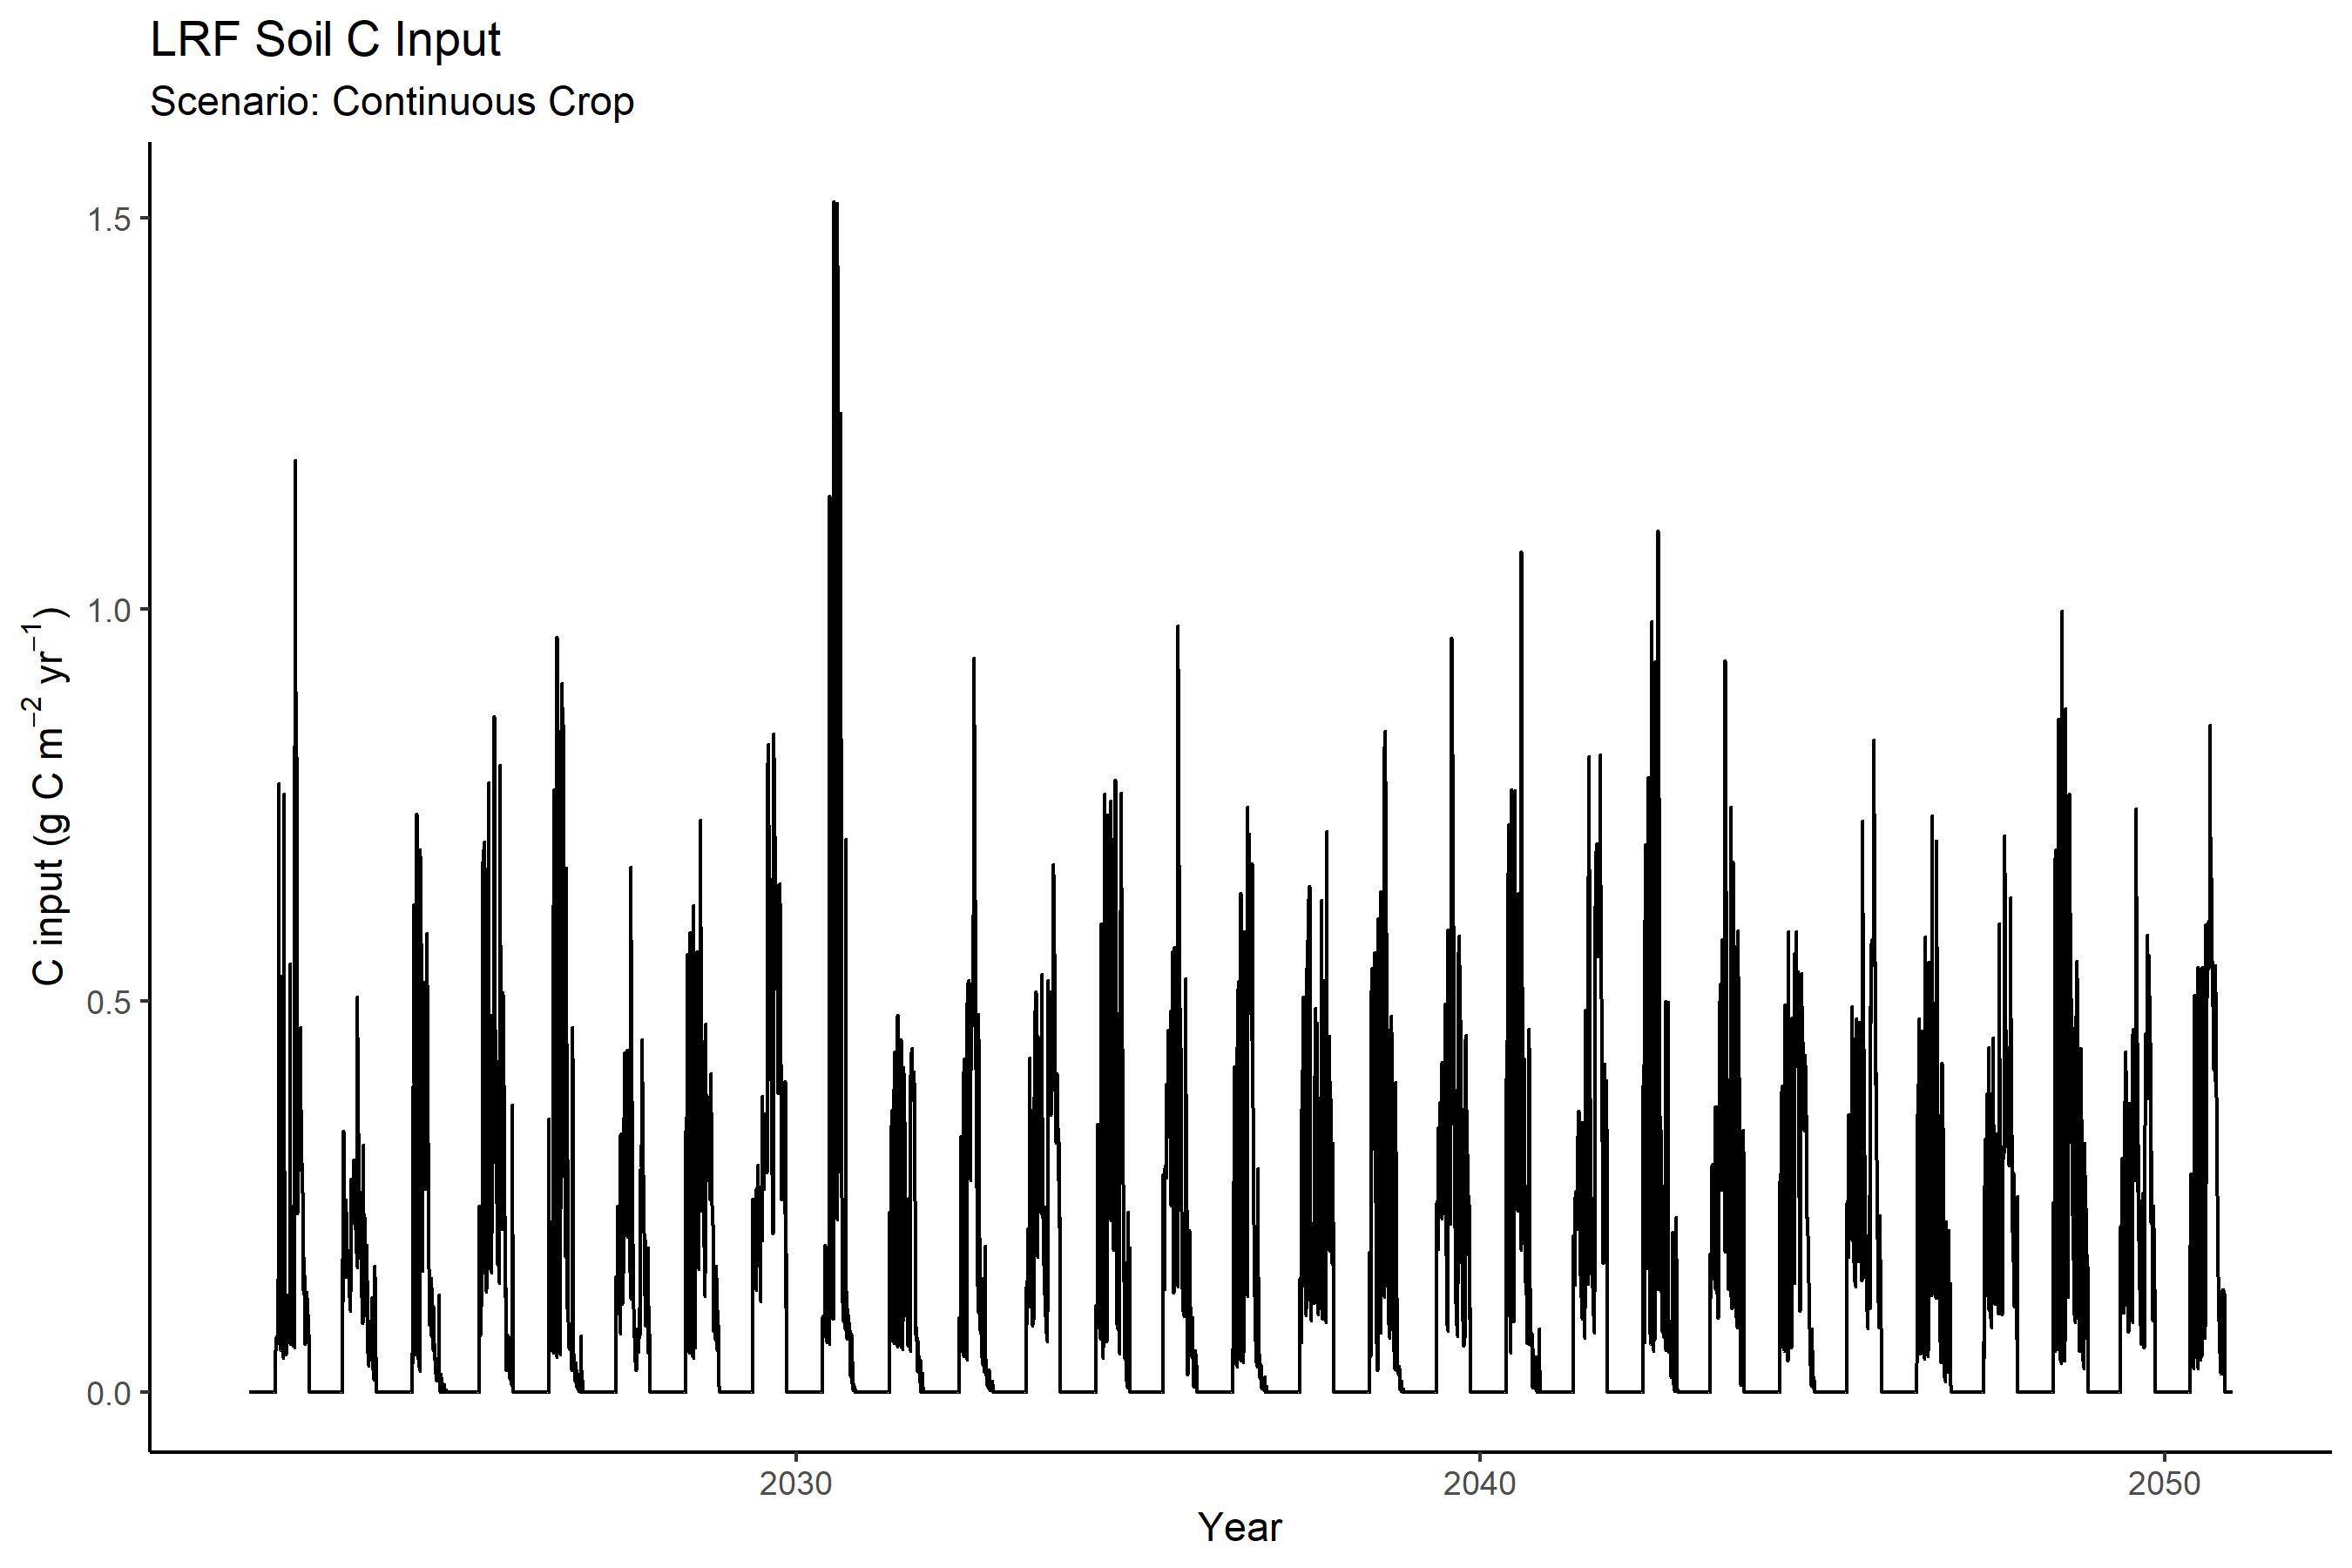 LRF Soil C Input
Scenario: Continuous Crop
1.5
1.0
0.5
0.0
C input (g C m⁻² yr⁻¹)
2030 2040 2050
Year